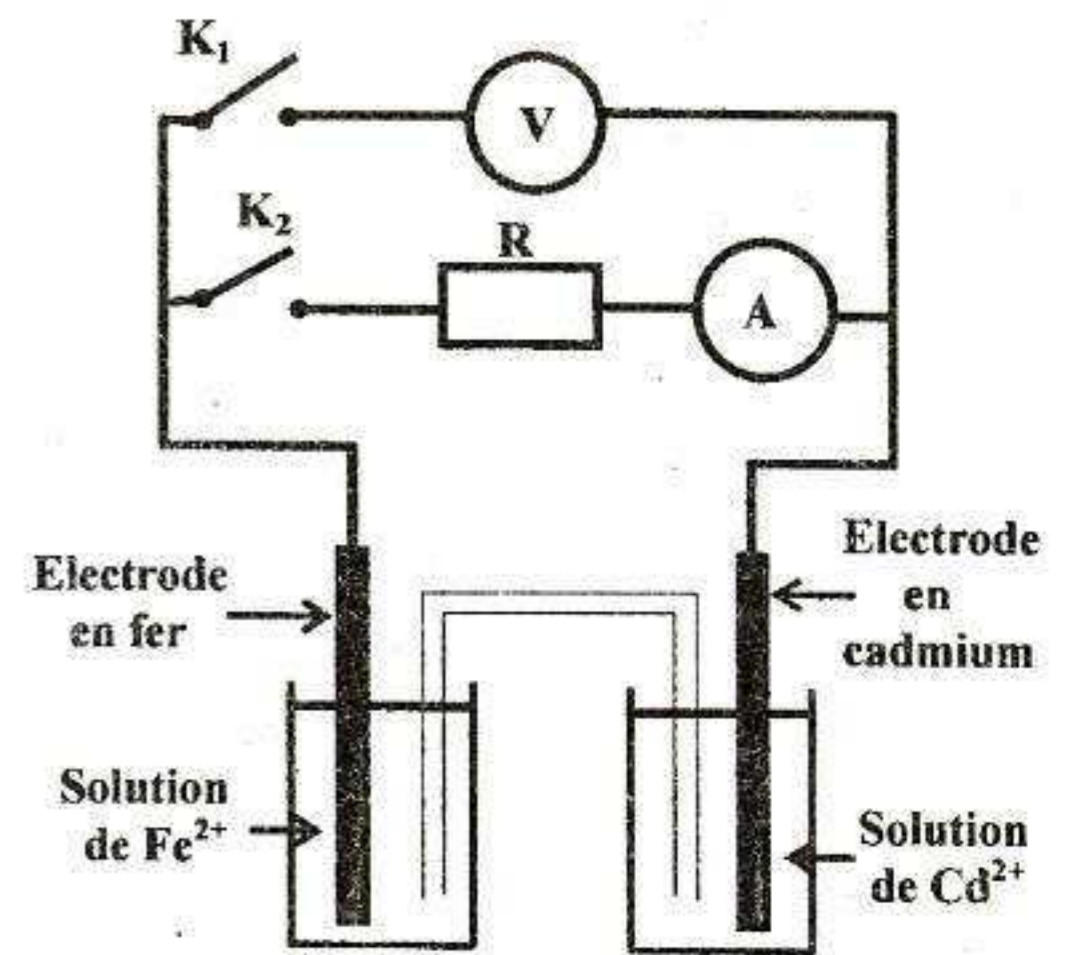 K₁
V
K₂
R
A
Electrode
en fer
Electrode
en
cadmium
Solution
de Fe²⁺
Solution
de Cd²⁺